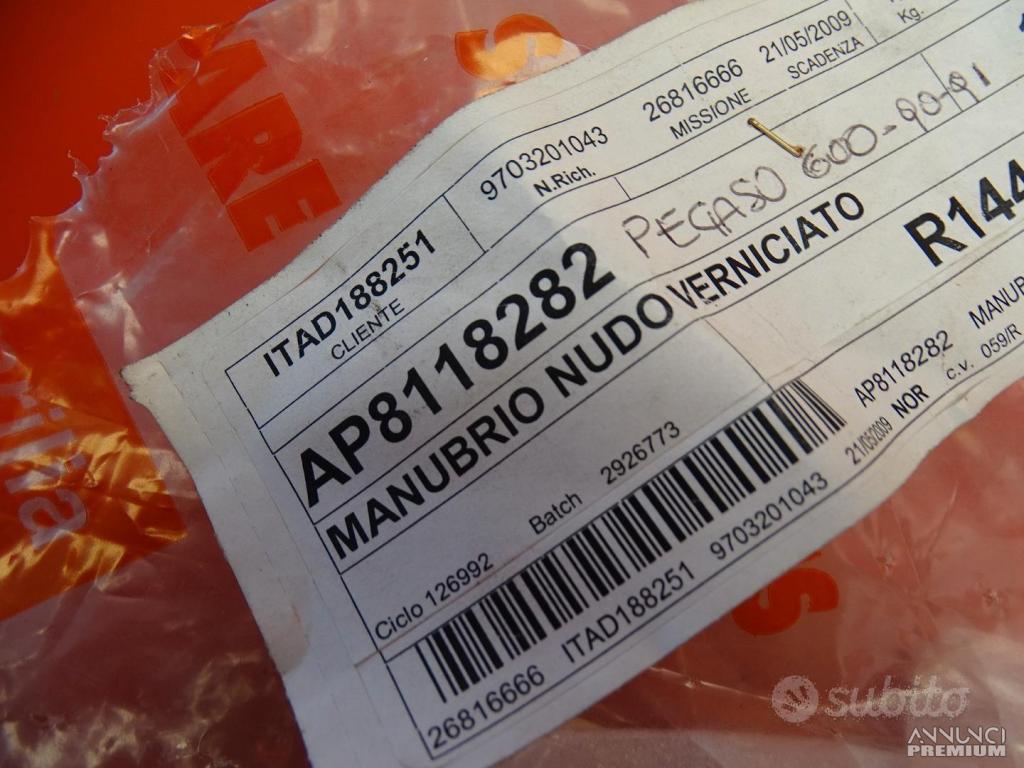 ITAD188251
CLIENTE
9703201043
N.Rich.
26816666
MISSIONE
21/05/2009
SCADENZA
Kg.
AP8118282
PEGASO 600-90-91
MANUBRIO NUDO VERNICIATO
R144
Ciclo 126992
Batch 2926773
26816666 ITAD188251 9703201043
21/05/2009 NOR
AP8118282 MANUB
C.V. 059/R
subito
ANNUNCI
PREMIUM